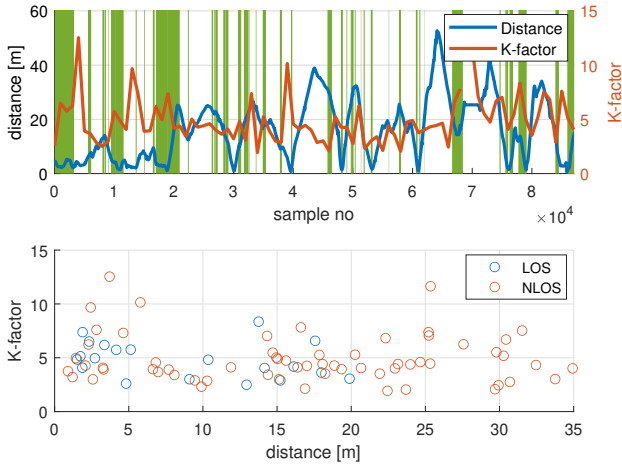 60
40
20
0
distance [m]
15
10
5
0
K-factor
Distance
K-factor
0 1 2 3 4 5 6 7 8
sample no
×10⁴
15
10
5
0
K-factor
LOS
NLOS
0 5 10 15 20 25 30 35
distance [m]